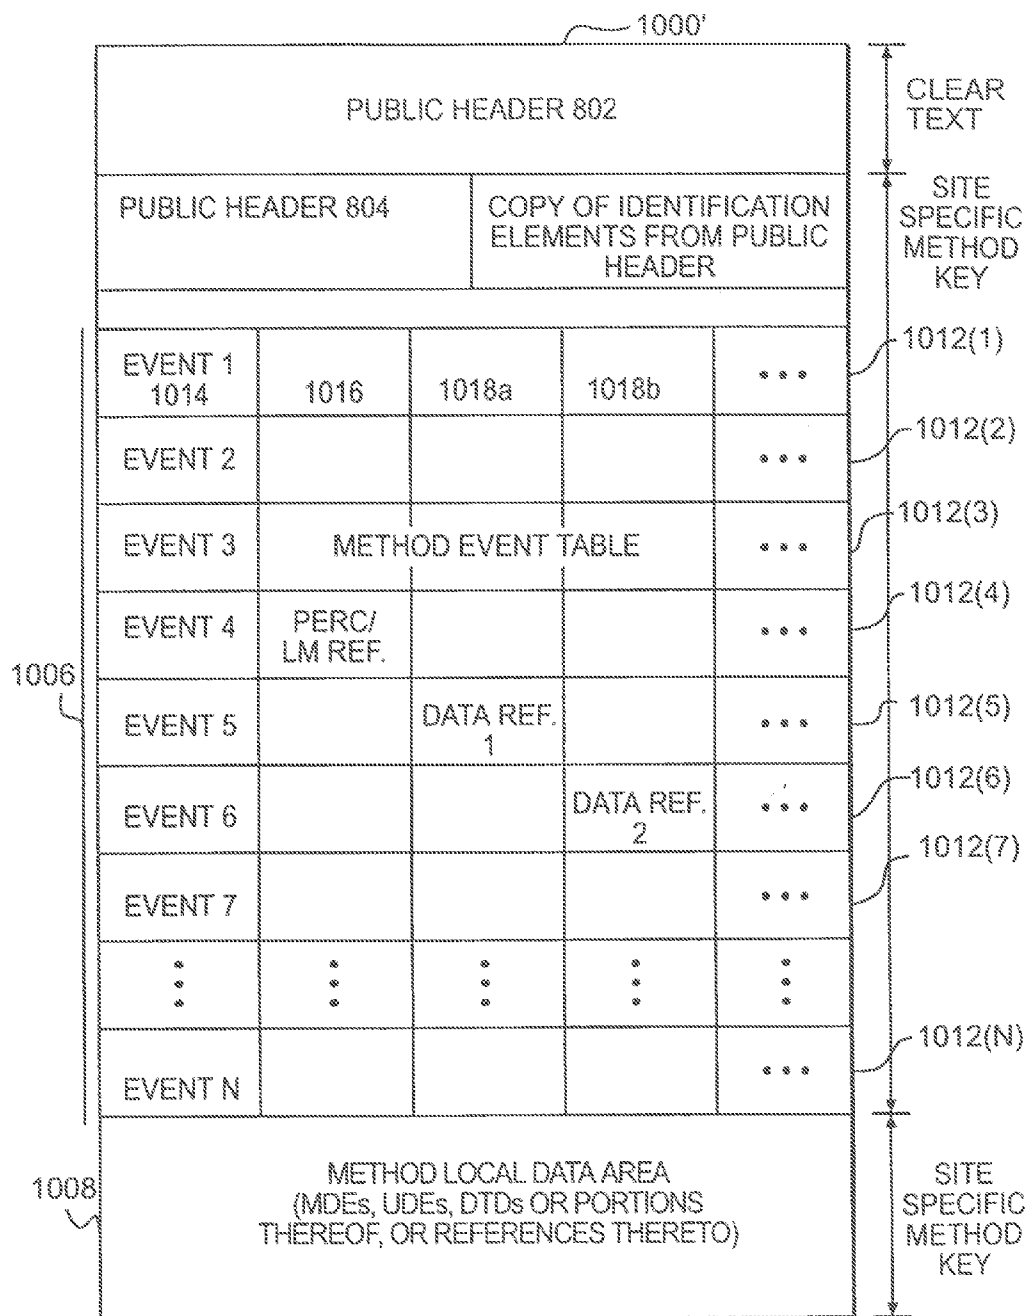 1000'
PUBLIC HEADER 802
CLEAR
TEXT
PUBLIC HEADER 804
COPY OF IDENTIFICATION
ELEMENTS FROM PUBLIC
HEADER
SITE
SPECIFIC
METHOD
KEY
EVENT 1
1014
1016
1018a
1018b
•••
1012(1)
EVENT 2
•••
1012(2)
EVENT 3
METHOD EVENT TABLE
•••
1012(3)
EVENT 4
PERC/
LM REF.
•••
1012(4)
1006
EVENT 5
DATA REF.
1
•••
1012(5)
EVENT 6
DATA REF.
2
•••
1012(6)
EVENT 7
•••
1012(7)
EVENT N
•••
1012(N)
1008
METHOD LOCAL DATA AREA
(MDEs, UDEs, DTDs OR PORTIONS
THEREOF, OR REFERENCES THERETO)
SITE
SPECIFIC
METHOD
KEY